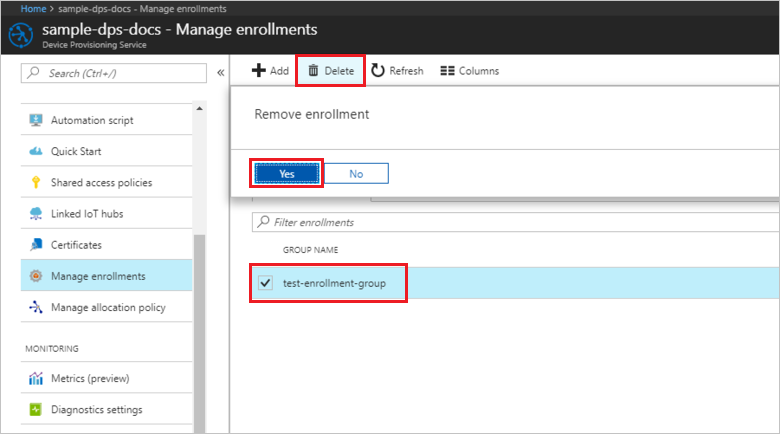 Home > sample-dps-docs - Manage enrollments
sample-dps-docs - Manage enrollments
Device Provisioning Service
Search (Ctrl+/)
«
Automation script
Quick Start
Shared access policies
Linked IoT hubs
Certificates
Manage enrollments
Manage allocation policy
MONITORING
Metrics (preview)
Diagnostics settings
Add Delete Refresh Columns
Remove enrollment
Yes No
Filter enrollments
GROUP NAME
test-enrollment-group